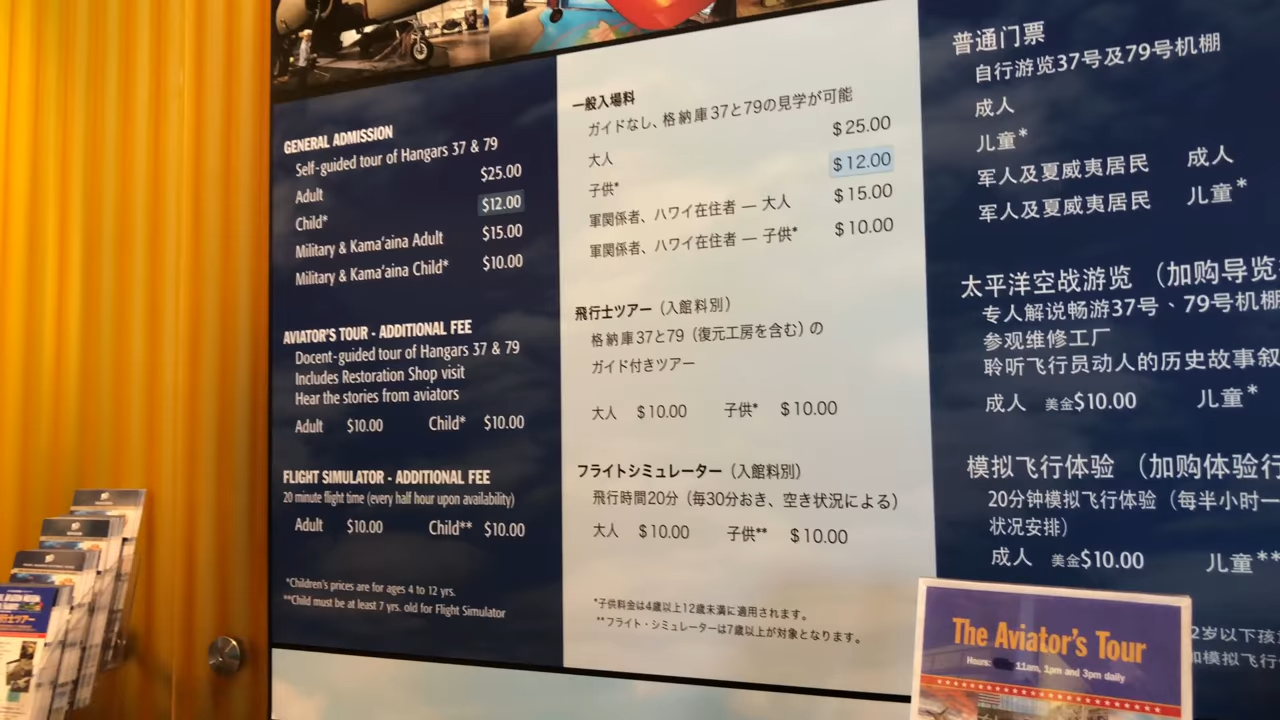 GENERAL ADMISSION
Self-guided tour of Hangars 37 & 79
Adult $25.00
Child* $12.00
Military & Kama'aina Adult $15.00
Military & Kama'aina Child* $10.00
AVIATOR'S TOUR - ADDITIONAL FEE
Docent-guided tour of Hangars 37 & 79
Includes Restoration Shop visit
Hear the stories from aviators
Adult $10.00 Child* $10.00
FLIGHT SIMULATOR - ADDITIONAL FEE
20 minute flight time (every half hour upon availability)
Adult $10.00 Child** $10.00
*Children's prices are for ages 4 to 12 yrs.
**Child must be at least 7 yrs. old for Flight Simulator
一般入場料
ガイドなし、格納庫37と79の見学が可能
大人 $25.00
子供* $12.00
軍関係者、ハワイ在住者 — 大人 $15.00
軍関係者、ハワイ在住者 — 子供* $10.00
飛行士ツアー（入館料別）
格納庫37と79（復元工房を含む）の
ガイド付きツアー
大人 $10.00 子供* $10.00
フライトシミュレーター（入館料別）
飛行時間20分（毎30分おき、空き状況による）
大人 $10.00 子供** $10.00
*子供料金は4歳以上12歳未満に適用されます。
**フライト・シミュレーターは7歳以上が対象となります。
普通门票
自行游览37号及79号机棚
成人
儿童*
军人及夏威夷居民 成人
军人及夏威夷居民 儿童*
太平洋空战游览 （加购导览
专人解说畅游37号、79号机棚
参观维修工厂
聆听飞行员动人的历史故事叙
成人 美金$10.00 儿童*
模拟飞行体验 （加购体验行
20分钟模拟飞行体验（每半小时一
状况安排）
成人 美金$10.00 儿童**
2岁以下孩
加模拟飞行
The Aviator's Tour
Hours: 11am, 1pm and 3pm daily